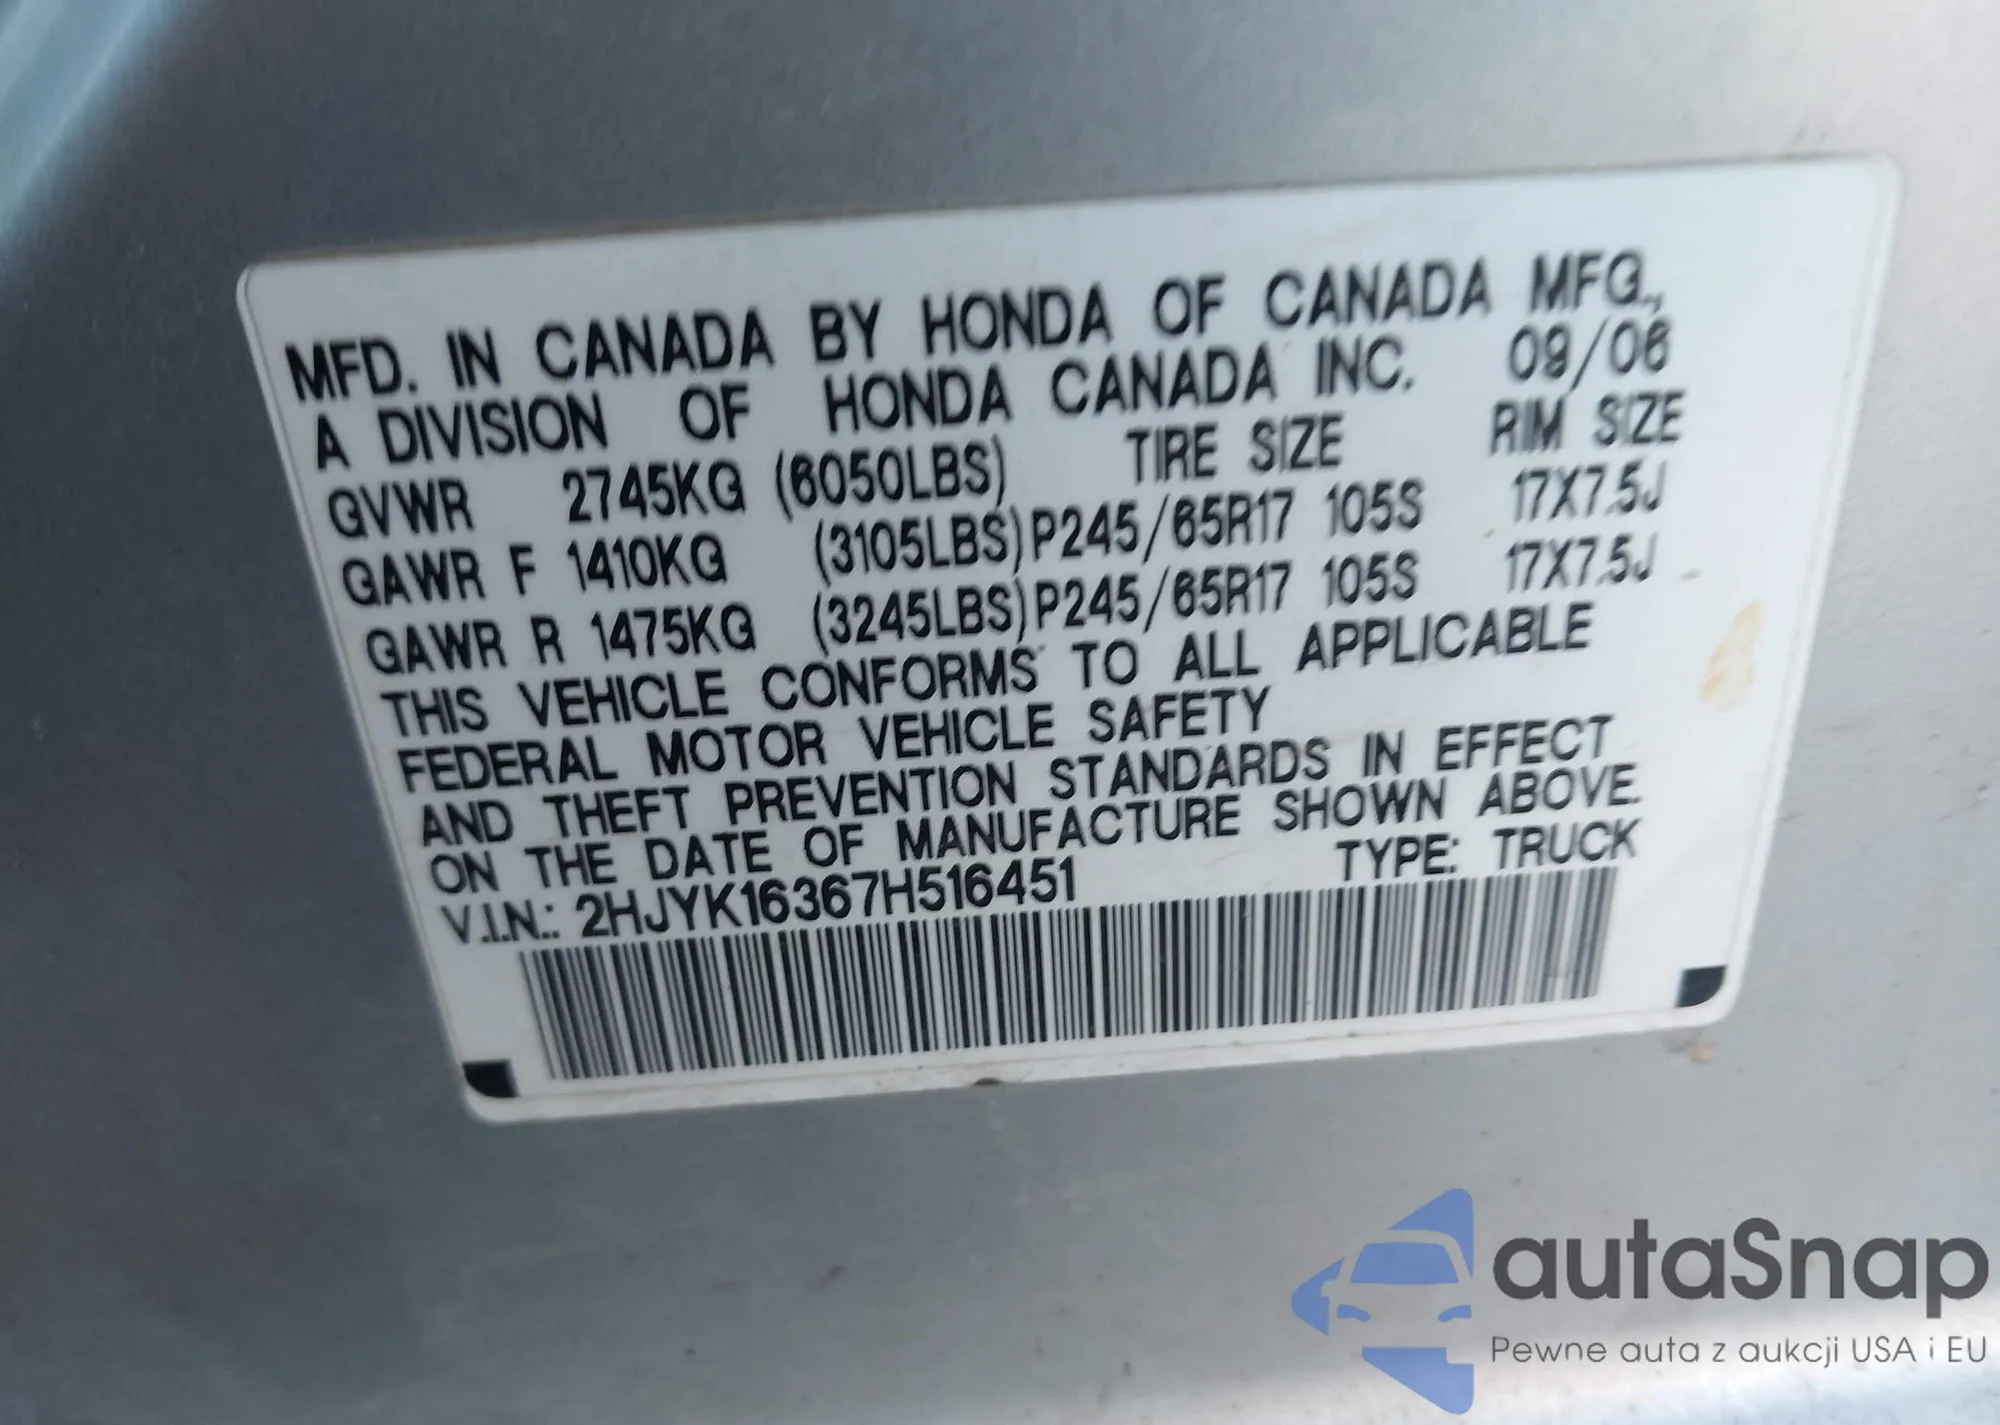 MFD. IN CANADA BY HONDA OF CANADA MFG.,
A DIVISION OF HONDA CANADA INC. 09/06
GVWR 2745KG (6050LBS) TIRE SIZE RIM SIZE
GAWR F 1410KG (3105LBS) P245/65R17 105S 17X7.5J
GAWR R 1475KG (3245LBS) P245/65R17 105S 17X7.5J
THIS VEHICLE CONFORMS TO ALL APPLICABLE
FEDERAL MOTOR VEHICLE SAFETY
AND THEFT PREVENTION STANDARDS IN EFFECT
ON THE DATE OF MANUFACTURE SHOWN ABOVE.
V.I.N.: 2HJYK16367H516451 TYPE: TRUCK
autaSnap
Pewne auta z aukcji USA i EU